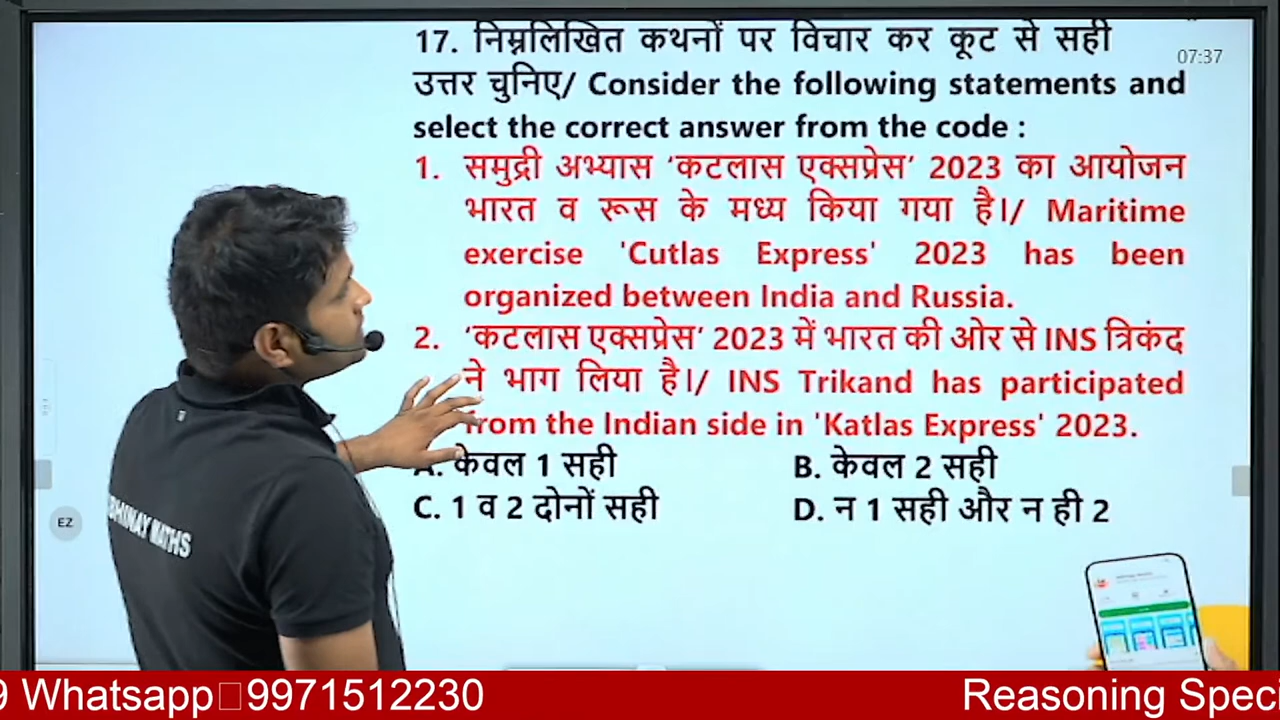 17. निम्नलिखित कथनों पर विचार कर कूट से सही
07:37
उत्तर चुनिए/ Consider the following statements and
select the correct answer from the code :
1. समुद्री अभ्यास ‘कटलास एक्सप्रेस’ 2023 का आयोजन
भारत व रूस के मध्य किया गया है।/ Maritime
exercise 'Cutlas Express' 2023 has been
organized between India and Russia.
2. ‘कटलास एक्सप्रेस’ 2023 में भारत की ओर से INS त्रिकंद
ने भाग लिया है।/ INS Trikand has participated
from the Indian side in 'Katlas Express' 2023.
A. केवल 1 सही B. केवल 2 सही
C. 1 व 2 दोनों सही D. न 1 सही और न ही 2
EZ
BHINAY MATHS
9 Whatsapp 9971512230 Reasoning Speci